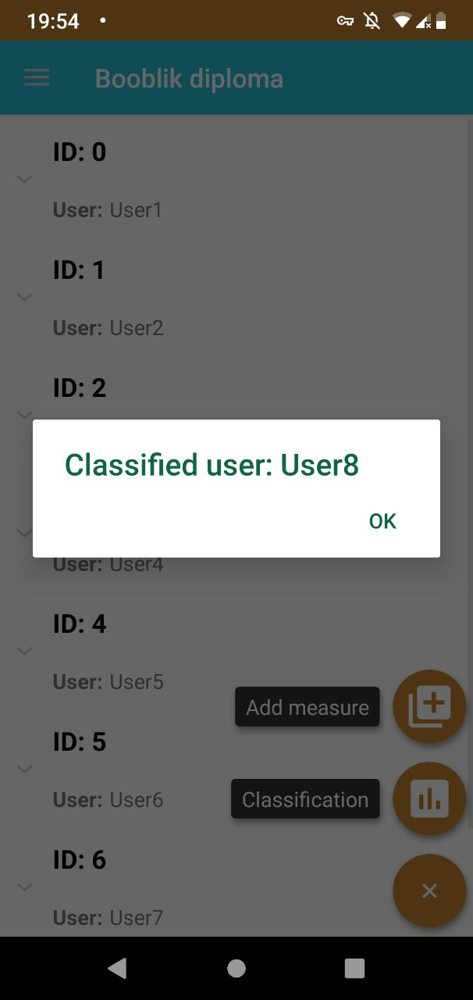 19:54
Booblik diploma
ID: 0
User: User1
ID: 1
User: User2
ID: 2
Classified user: User8
OK
User: User4
ID: 4
User: User5
Add measure
ID: 5
User: User6
Classification
ID: 6
User: User7